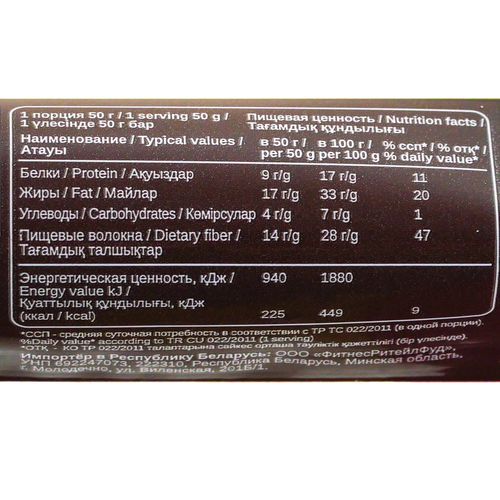 1 порция 50 г / 1 serving 50 g /
1 үлесінде 50 г бар
Пищевая ценность / Nutrition facts /
Тағамдық құндылығы
Наименование / Typical values /
Атауы
в 50 г /
per 50 g
в 100 г /
per 100 g
% ссп* / % отқ* /
% daily value*
Белки / Protein / Ақуыздар 9 г/g 17 г/g 11
Жиры / Fat / Майлар 17 г/g 33 г/g 20
Углеводы / Carbohydrates / Көмірсулар 4 г/g 7 г/g 1
Пищевые волокна / Dietary fiber / 14 г/g 28 г/g 47
Тағамдық талшықтар
Энергетическая ценность, кДж / 940 1880
Energy value kJ /
Қуаттылық құндылығы, кДж
(ккал / kcal) 225 449 9
*ССП - средняя суточная потребность в соответствии с ТР ТС 022/2011 (в одной порции).
%Daily value* according to TR CU 022/2011 (1 serving)
*ОТҚ - КО ТР 022/2011 талаптарына сәйкес орташа тәуліктік қажеттілігі (бір үлесінде).
Импортёр в Республику Беларусь: ООО «ФитнесРитейлФуд»,
УНП 692247073, 222310, Республика Беларусь, Минская область,
г. Молодечно, ул. Виленская, 201Б/1.